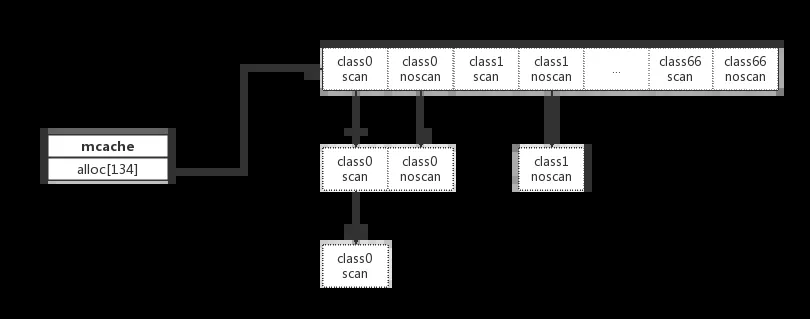 class0 class0 class1 class1 ... class66 class66
scan noscan scan noscan scan noscan
mcache
alloc[134]
class0 class0 class1
scan noscan noscan
class0
scan